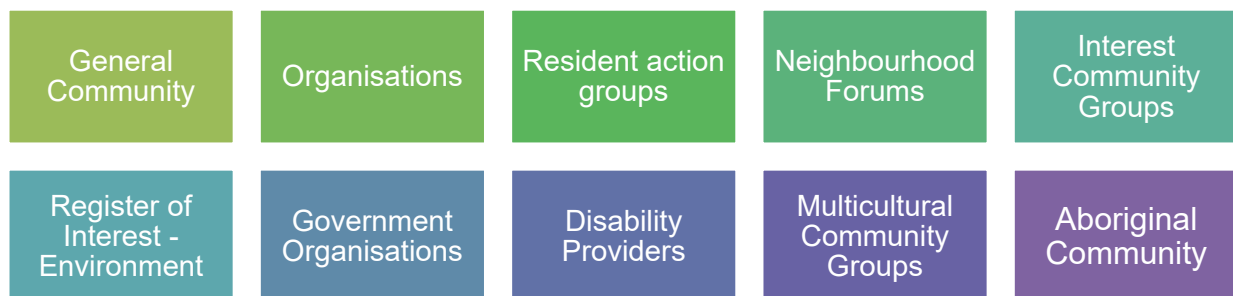 General
Community
Organisations
Resident action
groups
Neighbourhood
Forums
Interest
Community
Groups
Register of
Interest -
Environment
Government
Organisations
Disability
Providers
Multicultural
Community
Groups
Aboriginal
Community